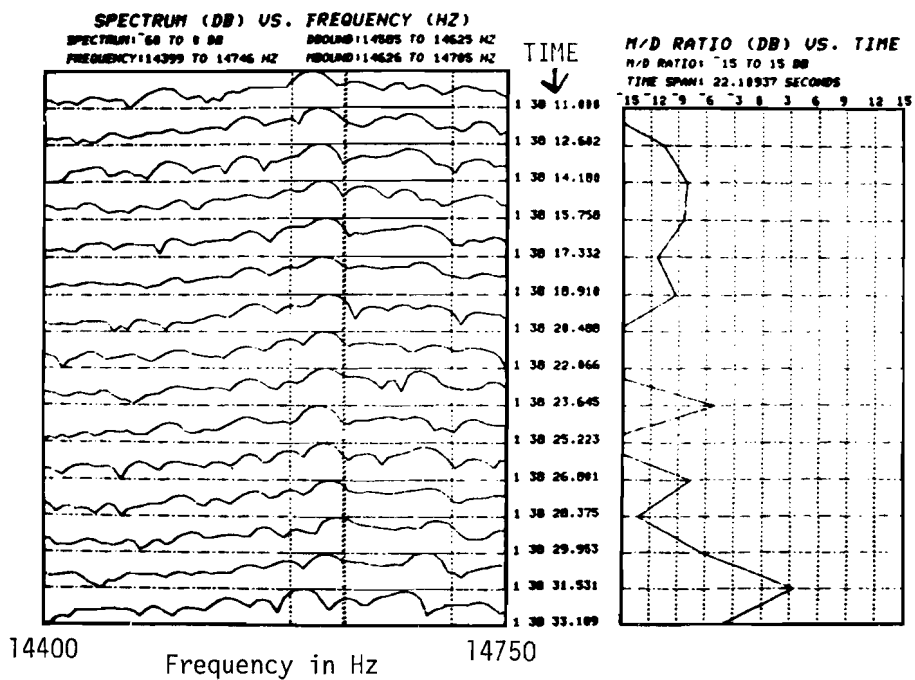 SPECTRUM (DB) VS. FREQUENCY (HZ)
SPECTRUM: -60 TO 0 DB
DBOUND: 14585 TO 14625 HZ
FREQUENCY: 14399 TO 14746 HZ
MBOUND: 14626 TO 14705 HZ
TIME
1 38 11.000
1 38 12.602
1 38 14.180
1 38 15.758
1 38 17.332
1 38 18.910
1 38 20.488
1 38 22.066
1 38 23.645
1 38 25.223
1 38 26.801
1 38 28.375
1 38 29.953
1 38 31.531
1 38 33.109
M/D RATIO (DB) VS. TIME
M/D RATIO: -15 TO 15 DB
TIME SPAN: 22.10937 SECONDS
-15 -12 -9 -6 -3 0 3 6 9 12 15
14400
14750
Frequency in Hz